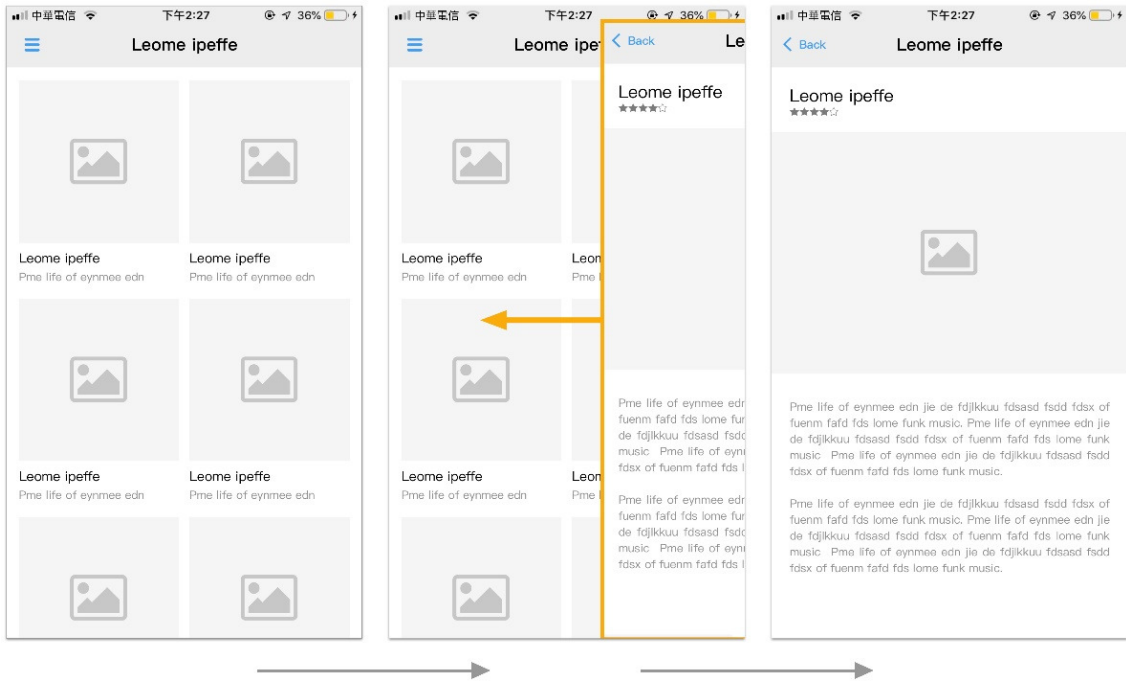 中華電信 下午2:27 36%
Leome ipeffe
Leome ipeffe Leome ipeffe
Pme life of eynmee edn Pme life of eynmee edn
Leome ipeffe Leome ipeffe
Pme life of eynmee edn Pme life of eynmee edn
中華電信 下午2:27 36%
Leome ipef
Leome ipeffe Leon
Pme life of eynmee edn Pme l
Leome ipeffe Leon
Pme life of eynmee edn Pme l
Back Le
Leome ipeffe
★★★★☆
Pme life of eynmee edn
fuenm fafd fds lome fun
de fdjlkkuu fdsasd fsdd
music Pme life of eynn
fdsx of fuenm fafd fds l
Pme life of eynmee edn
fuenm fafd fds lome fun
de fdjlkkuu fdsasd fsdd
music Pme life of eynn
fdsx of fuenm fafd fds l
中華電信 下午2:27 36%
Back Leome ipeffe
Leome ipeffe
★★★★☆
Pme life of eynmee edn jie de fdjlkkuu fdsasd fsdd fdsx of
fuenm fafd fds lome funk music. Pme life of eynmee edn jie
de fdjlkkuu fdsasd fsdd fdsx of fuenm fafd fds lome funk
music Pme life of eynmee edn jie de fdjlkkuu fdsasd fsdd
fdsx of fuenm fafd fds lome funk music.
Pme life of eynmee edn jie de fdjlkkuu fdsasd fsdd fdsx of
fuenm fafd fds lome funk music. Pme life of eynmee edn jie
de fdjlkkuu fdsasd fsdd fdsx of fuenm fafd fds lome funk
music Pme life of eynmee edn jie de fdjlkkuu fdsasd fsdd
fdsx of fuenm fafd fds lome funk music.